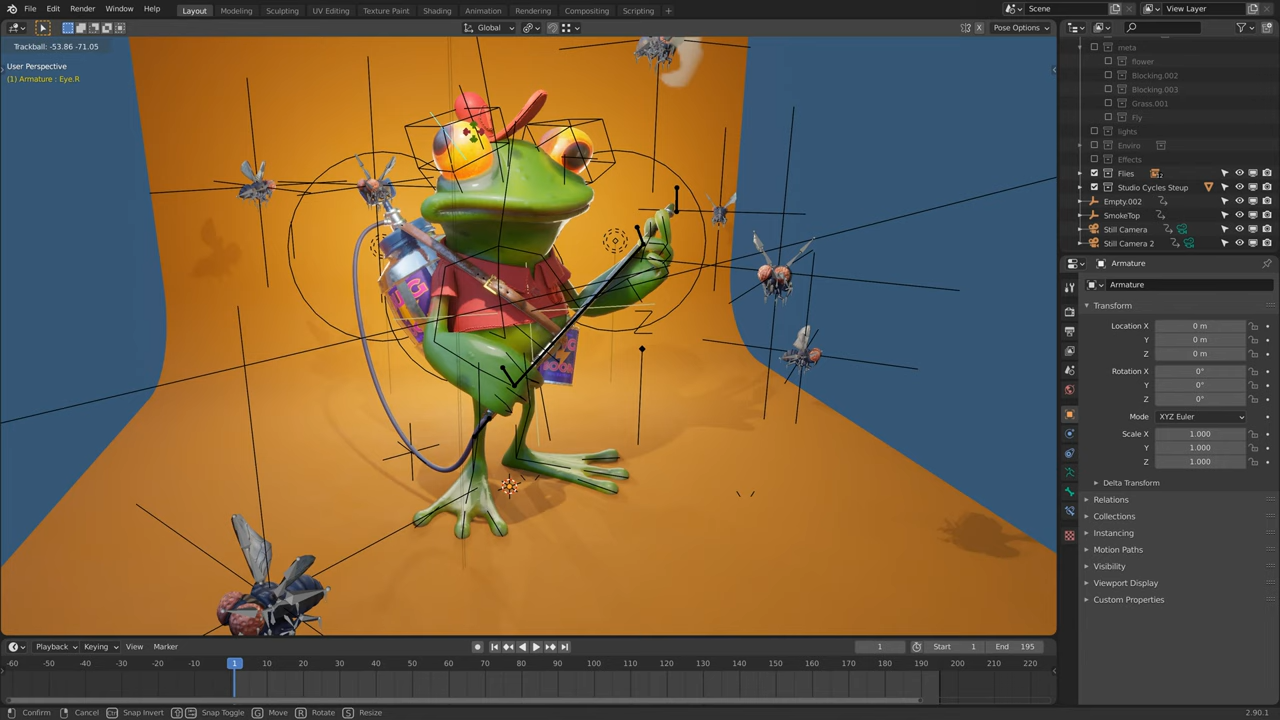 File Edit Render Window Help Layout Modeling Sculpting UV Editing Texture Paint Shading Animation Rendering Compositing Scripting + Scene View Layer
Global X Pose Options
Trackball: -53.86 -71.05
User Perspective
(1) Armature : Eye.R
meta
flower
Blocking.002
Blocking.003
Grass.001
Fly
lights
Enviro
Effects
Flies
Studio Cycles Steup
Empty.002
SmokeTop
Still Camera
Still Camera 2
Armature
Armature
Transform
Location X 0 m
Y 0 m
Z 0 m
Rotation X 0°
Y 0°
Z 0°
Mode XYZ Euler
Scale X 1.000
Y 1.000
Z 1.000
Delta Transform
Relations
Collections
Instancing
Motion Paths
Visibility
Viewport Display
Custom Properties
Z
Playback Keying View Marker 1 Start 1 End 195
-60 -50 -40 -30 -20 -10 1 10 20 30 40 50 60 70 80 90 100 110 120 130 140 150 160 170 180 190 200 210 220
Confirm Cancel Snap Invert Snap Toggle G Move R Rotate S Resize 2.90.1